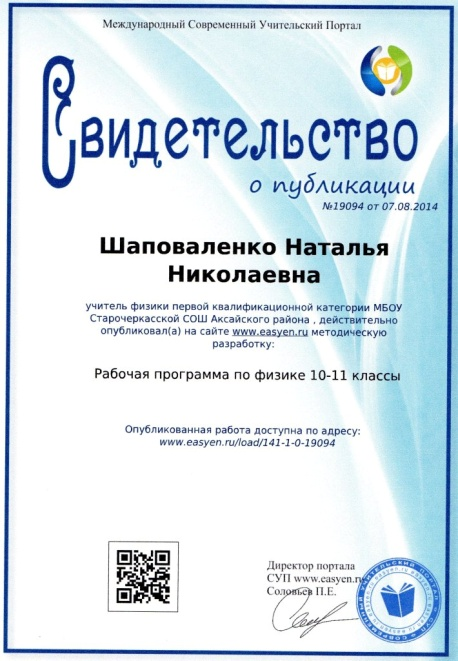 Международный Современный Учительский Портал
Свидетельство
о публикации
№19094 от 07.08.2014
Шаповаленко Наталья
Николаевна
учитель физики первой квалификационной категории МБОУ
Старочеркасской СОШ Аксайского района , действительно
опубликовал(а) на сайте www.easyen.ru методическую
разработку:
Рабочая программа по физике 10-11 классы
Опубликованная работа доступна по адресу:
www.easyen.ru/load/141-1-0-19094
Директор портала
СУП www.easyen.ru
Соловьев П.Е.
СОВРЕМЕННЫЙ УЧИТЕЛЬСКИЙ ПОРТАЛ